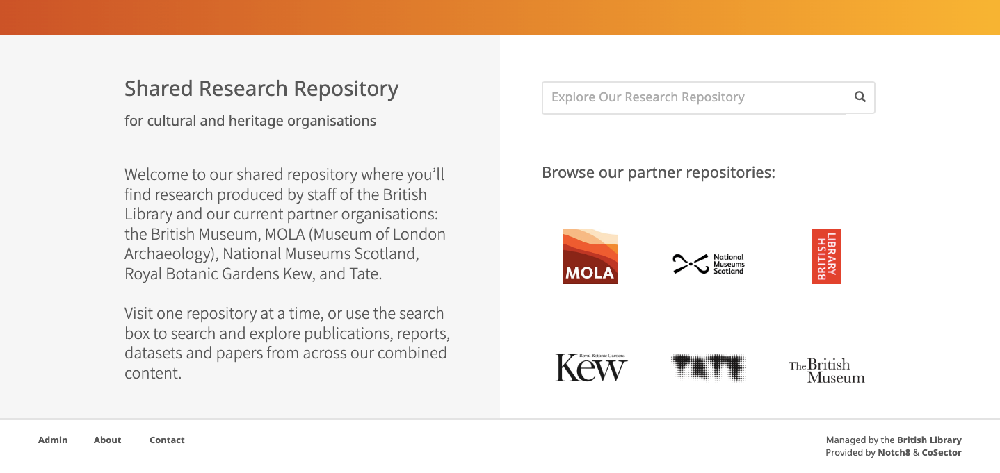 Shared Research Repository
for cultural and heritage organisations
Welcome to our shared repository where you’ll
find research produced by staff of the British
Library and our current partner organisations:
the British Museum, MOLA (Museum of London
Archaeology), National Museums Scotland,
Royal Botanic Gardens Kew, and Tate.
Visit one repository at a time, or use the search
box to search and explore publications, reports,
datasets and papers from across our combined
content.
Explore Our Research Repository
Browse our partner repositories:
MOLA
National
Museums
Scotland
BRITISH
LIBRARY
Royal Botanic Gardens
Kew
TATE
The British
Museum
Admin About Contact
Managed by the British Library
Provided by Notch8 & CoSector